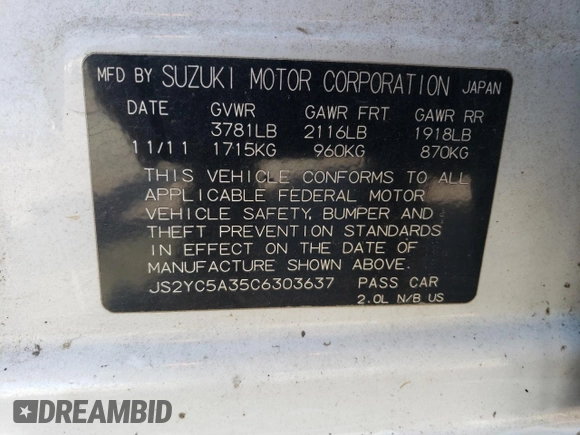 MFD BY SUZUKI MOTOR CORPORATION JAPAN
DATE GVWR GAWR FRT GAWR RR
3781LB 2116LB 1918LB
11/11 1715KG 960KG 870KG
THIS VEHICLE CONFORMS TO ALL
APPLICABLE FEDERAL MOTOR
VEHICLE SAFETY, BUMPER AND
THEFT PREVENTION STANDARDS
IN EFFECT ON THE DATE OF
MANUFACTURE SHOWN ABOVE.
JS2YC5A35C6303637 PASS CAR
2.0L N/B US
DREAMBID